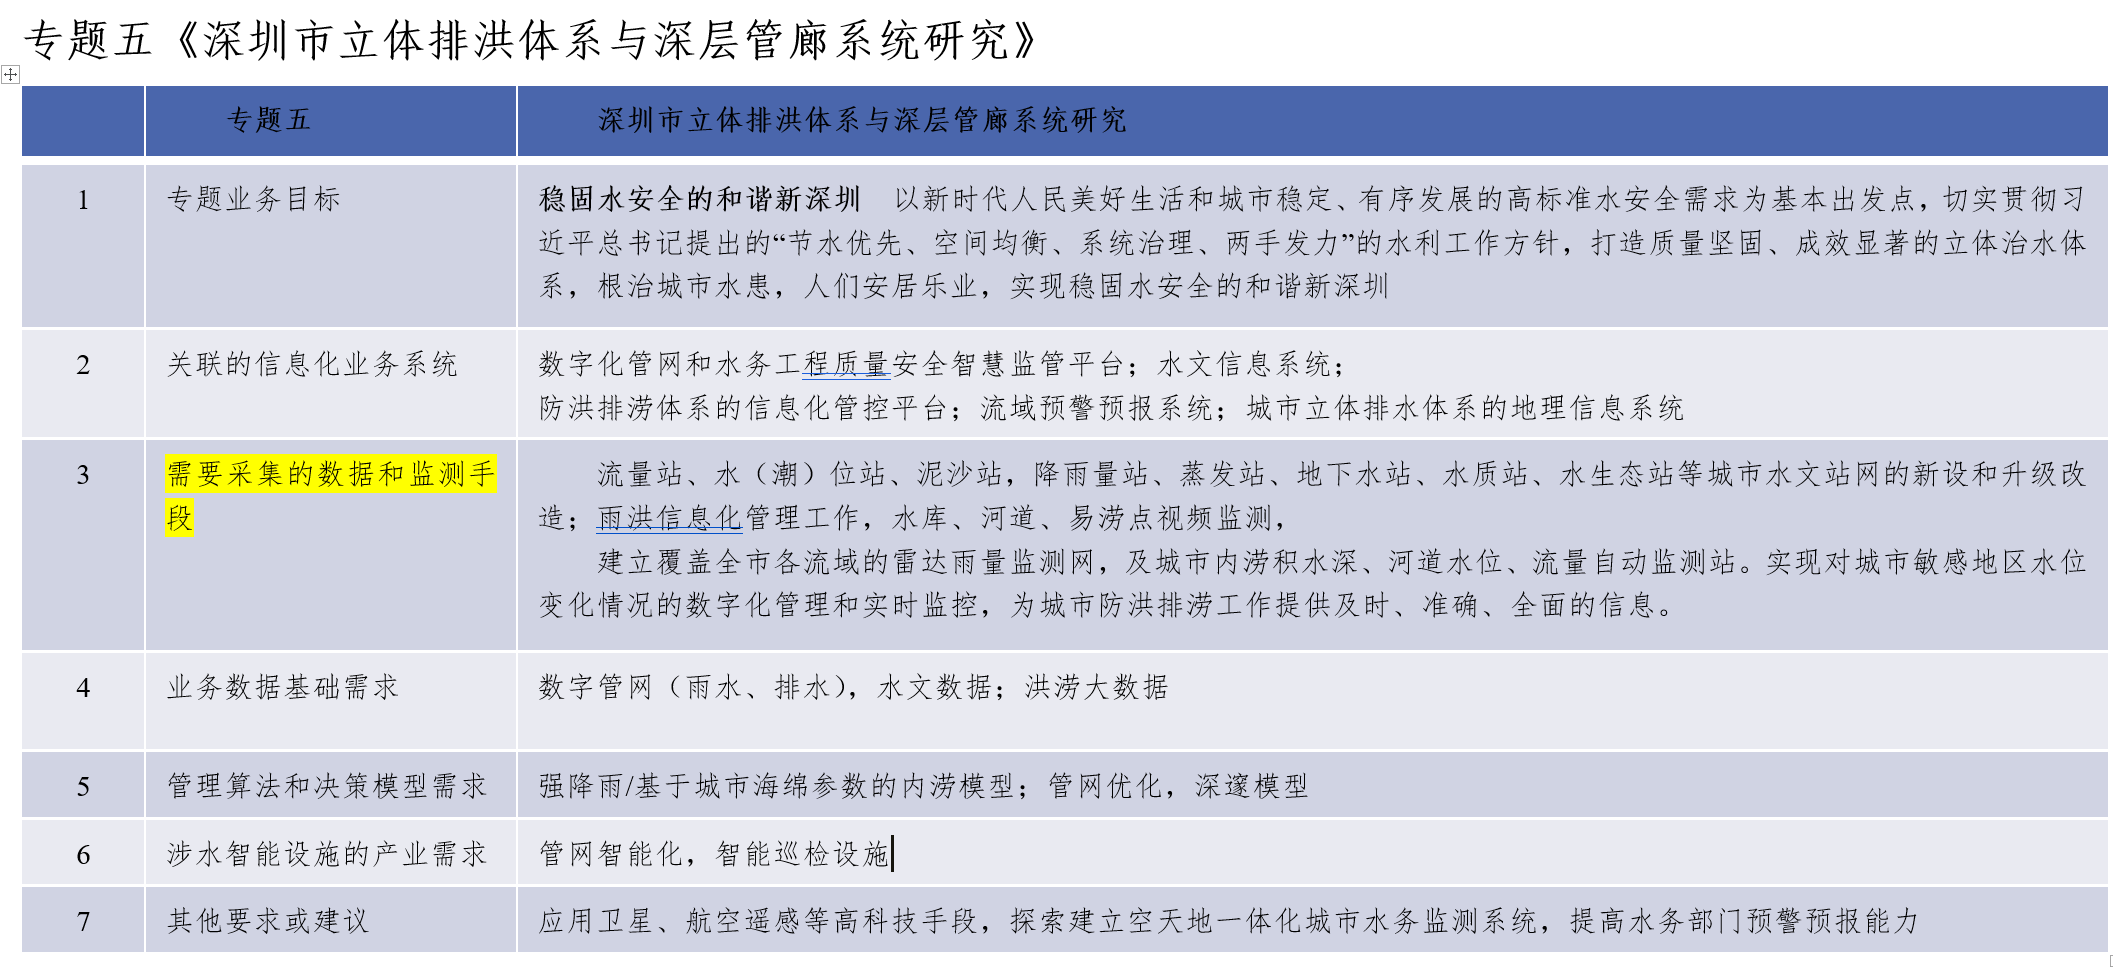 专题五《深圳市立体排洪体系与深层管廊系统研究》
专题五
深圳市立体排洪体系与深层管廊系统研究
1
专题业务目标
稳固水安全的和谐新深圳 以新时代人民美好生活和城市稳定、有序发展的高标准水安全需求为基本出发点，切实贯彻习
近平总书记提出的“节水优先、空间均衡、系统治理、两手发力”的水利工作方针，打造质量坚固、成效显著的立体治水体
系，根治城市水患，人们安居乐业，实现稳固水安全的和谐新深圳
2
关联的信息化业务系统
数字化管网和水务工程质量安全智慧监管平台；水文信息系统；
防洪排涝体系的信息化管控平台；流域预警预报系统；城市立体排水体系的地理信息系统
3
需要采集的数据和监测手
段
流量站、水（潮）位站、泥沙站，降雨量站、蒸发站、地下水站、水质站、水生态站等城市水文站网的新设和升级改
造；雨洪信息化管理工作，水库、河道、易涝点视频监测，
建立覆盖全市各流域的雷达雨量监测网，及城市内涝积水深、河道水位、流量自动监测站。实现对城市敏感地区水位
变化情况的数字化管理和实时监控，为城市防洪排涝工作提供及时、准确、全面的信息。
4
业务数据基础需求
数字管网（雨水、排水），水文数据；洪涝大数据
5
管理算法和决策模型需求
强降雨/基于城市海绵参数的内涝模型；管网优化，深邃模型
6
涉水智能设施的产业需求
管网智能化，智能巡检设施
7
其他要求或建议
应用卫星、航空遥感等高科技手段，探索建立空天地一体化城市水务监测系统，提高水务部门预警预报能力